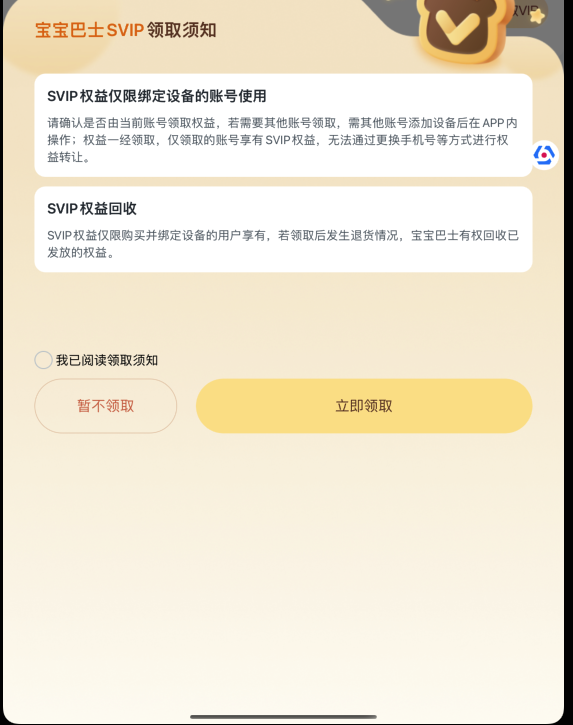 宝宝巴士SVIP领取须知
SVIP权益仅限绑定设备的账号使用
请确认是否由当前账号领取权益，若需要其他账号领取，需其他账号添加设备后在APP内
操作；权益一经领取，仅领取的账号享有SVIP权益，无法通过更换手机号等方式进行权
益转让。
SVIP权益回收
SVIP权益仅限购买并绑定设备的用户享有，若领取后发生退货情况，宝宝巴士有权回收已
发放的权益。
我已阅读领取须知
暂不领取
立即领取